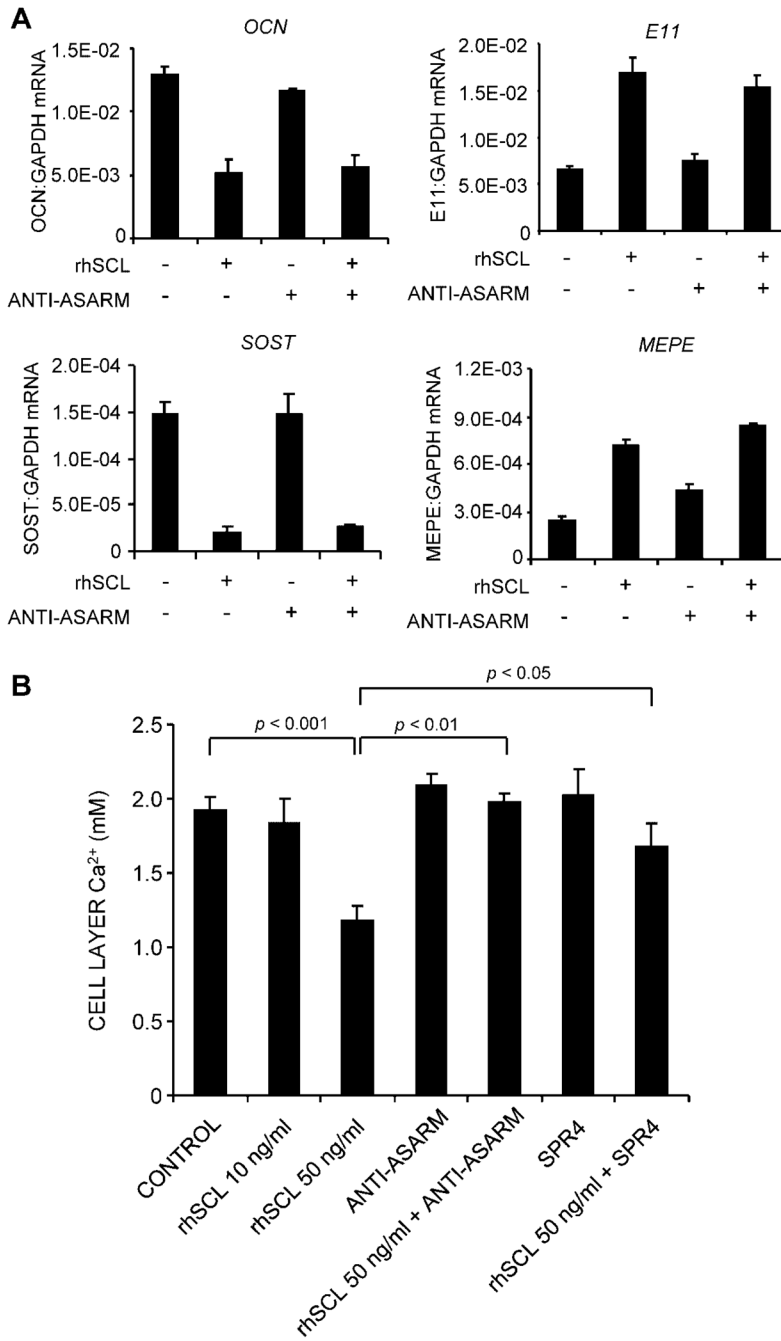 A
OCN
1.5E-02
1.0E-02
5.0E-03
0
OCN:GAPDH mRNA
rhSCL - + - +
ANTI-ASARM - - + +
E11
2.0E-02
1.5E-02
1.0E-02
5.0E-03
0
E11:GAPDH mRNA
rhSCL - + - +
ANTI-ASARM - - + +
SOST
2.0E-04
1.5E-04
1.0E-04
5.0E-05
0
SOST:GAPDH mRNA
rhSCL - + - +
ANTI-ASARM - - + +
MEPE
1.2E-03
9.0E-04
6.0E-04
3.0E-04
0
MEPE:GAPDH mRNA
rhSCL - + - +
ANTI-ASARM - - + +
B
p < 0.05
p < 0.001
p < 0.01
2.5
2.0
1.5
1.0
0.5
0
CELL LAYER Ca²⁺ (mM)
CONTROL
rhSCL 10 ng/ml
rhSCL 50 ng/ml
ANTI-ASARM
rhSCL 50 ng/ml + ANTI-ASARM
SPR4
rhSCL 50 ng/ml + SPR4